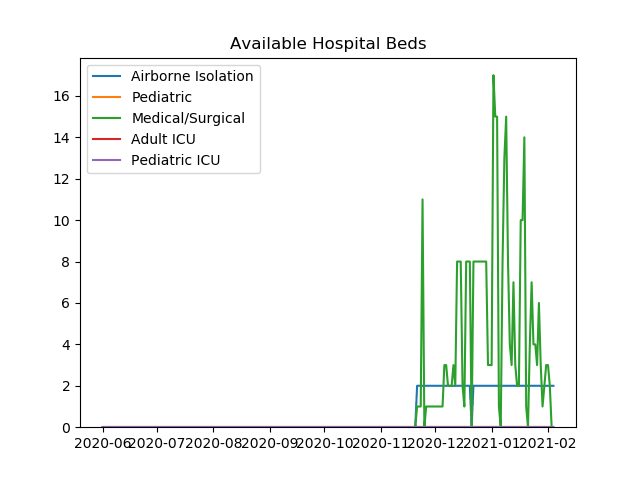 Available Hospital Beds
Airborne Isolation
Pediatric
Medical/Surgical
Adult ICU
Pediatric ICU
16
14
12
10
8
6
4
2
0
2020-06 2020-07 2020-08 2020-09 2020-10 2020-11 2020-12 2021-01 2021-02